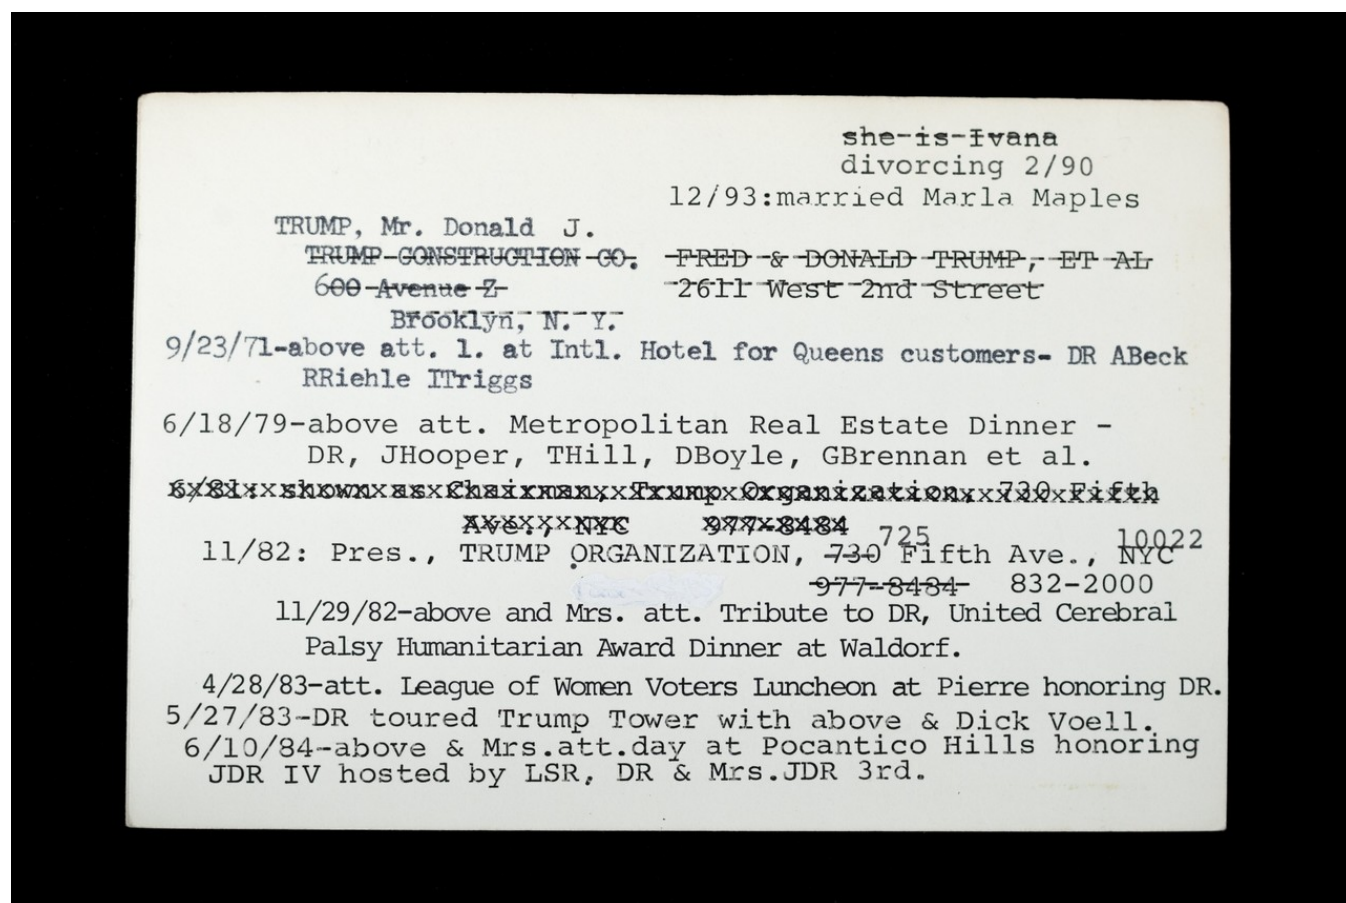 she is Ivana
divorcing 2/90
12/93:married Marla Maples
TRUMP, Mr. Donald J.
TRUMP CONSTRUCTION CO. FRED & DONALD TRUMP, ET AL
600 Avenue Z 2611 West 2nd Street
Brooklyn, N. Y.
9/23/71-above att. l. at Intl. Hotel for Queens customers- DR ABeck
RRiehle ITriggs
6/18/79-above att. Metropolitan Real Estate Dinner -
DR, JHooper, THill, DBoyle, GBrennan et al.
6/81: shown as Chairman, Trump Organization, 730 Fifth
Ave., NYC 977-8484
725 10022
11/82: Pres., TRUMP ORGANIZATION, 730 Fifth Ave., NYC
977-8484 832-2000
11/29/82-above and Mrs. att. Tribute to DR, United Cerebral
Palsy Humanitarian Award Dinner at Waldorf.
4/28/83-att. League of Women Voters Luncheon at Pierre honoring DR.
5/27/83-DR toured Trump Tower with above & Dick Voell.
6/10/84-above & Mrs.att.day at Pocantico Hills honoring
JDR IV hosted by LSR, DR & Mrs.JDR 3rd.